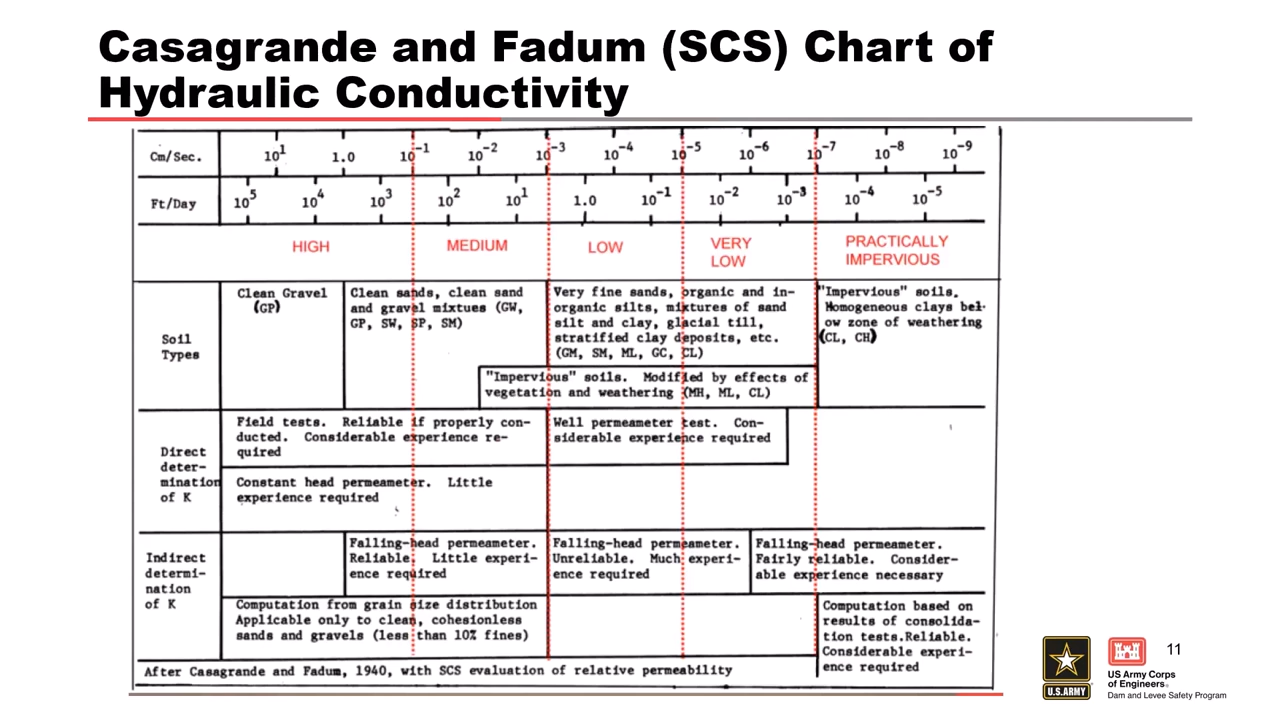 Casagrande and Fadum (SCS) Chart of
Hydraulic Conductivity
Cm/Sec. 10^1 1.0 10^-1 10^-2 10^-3 10^-4 10^-5 10^-6 10^-7 10^-8 10^-9
Ft/Day 10^5 10^4 10^3 10^2 10^1 1.0 10^-1 10^-2 10^-3 10^-4 10^-5
HIGH MEDIUM LOW VERY LOW PRACTICALLY IMPERVIOUS
Soil
Types
Clean Gravel
(GP)
Clean sands, clean sand
and gravel mixtues (GW,
GP, SW, SP, SM)
Very fine sands, organic and in-
organic silts, mixtures of sand
silt and clay, glacial till,
stratified clay deposits, etc.
(GM, SM, ML, GC, CL)
"Impervious" soils.
Homogeneous clays bel-
ow zone of weathering
(CL, CH)
"Impervious" soils. Modified by effects of
vegetation and weathering (MH, ML, CL)
Direct
deter-
mination
of K
Field tests. Reliable if properly con-
ducted. Considerable experience re-
quired
Well permeameter test. Con-
siderable experience required
Constant head permeameter. Little
experience required
Indirect
determi-
nation
of K
Falling-head permeameter.
Reliable. Little experi-
ence required
Falling-head permeameter.
Unreliable. Much experi-
ence required
Falling-head permeameter.
Fairly reliable. Consider-
able experience necessary
Computation from grain size distribution
Applicable only to clean, cohesionless
sands and gravels (less than 10% fines)
Computation based on
results of consolida-
tion tests.Reliable.
Considerable experi-
ence required
After Casagrande and Fadum, 1940, with SCS evaluation of relative permeability
U.S.ARMY
US Army Corps
of Engineers®
Dam and Levee Safety Program
11